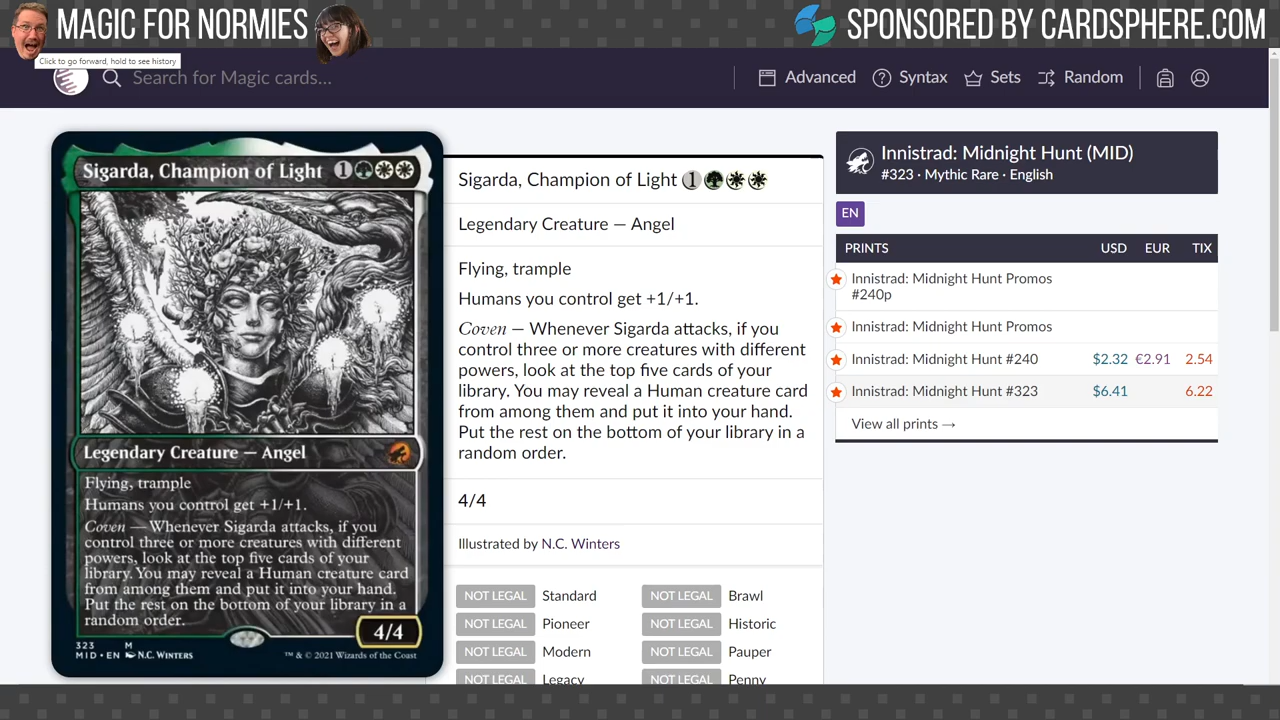 MAGIC FOR NORMIES
SPONSORED BY CARDSPHERE.COM
Click to go forward, hold to see history
Search for Magic cards...
Advanced
Syntax
Sets
Random
Sigarda, Champion of Light 1
Legendary Creature — Angel
Flying, trample
Humans you control get +1/+1.
Coven — Whenever Sigarda attacks, if you
control three or more creatures with different
powers, look at the top five cards of your
library. You may reveal a Human creature card
from among them and put it into your hand.
Put the rest on the bottom of your library in a
random order.
4/4
323 M
MID • EN N.C. WINTERS
™ & © 2021 Wizards of the Coast
Sigarda, Champion of Light 1
Legendary Creature — Angel
Flying, trample
Humans you control get +1/+1.
Coven — Whenever Sigarda attacks, if you
control three or more creatures with different
powers, look at the top five cards of your
library. You may reveal a Human creature card
from among them and put it into your hand.
Put the rest on the bottom of your library in a
random order.
4/4
Illustrated by N.C. Winters
NOT LEGAL Standard NOT LEGAL Brawl
NOT LEGAL Pioneer NOT LEGAL Historic
NOT LEGAL Modern NOT LEGAL Pauper
NOT LEGAL Legacy NOT LEGAL Penny
Innistrad: Midnight Hunt (MID)
#323 · Mythic Rare · English
EN
PRINTS USD EUR TIX
Innistrad: Midnight Hunt Promos
#240p
Innistrad: Midnight Hunt Promos
Innistrad: Midnight Hunt #240 $2.32 €2.91 2.54
Innistrad: Midnight Hunt #323 $6.41 6.22
View all prints →